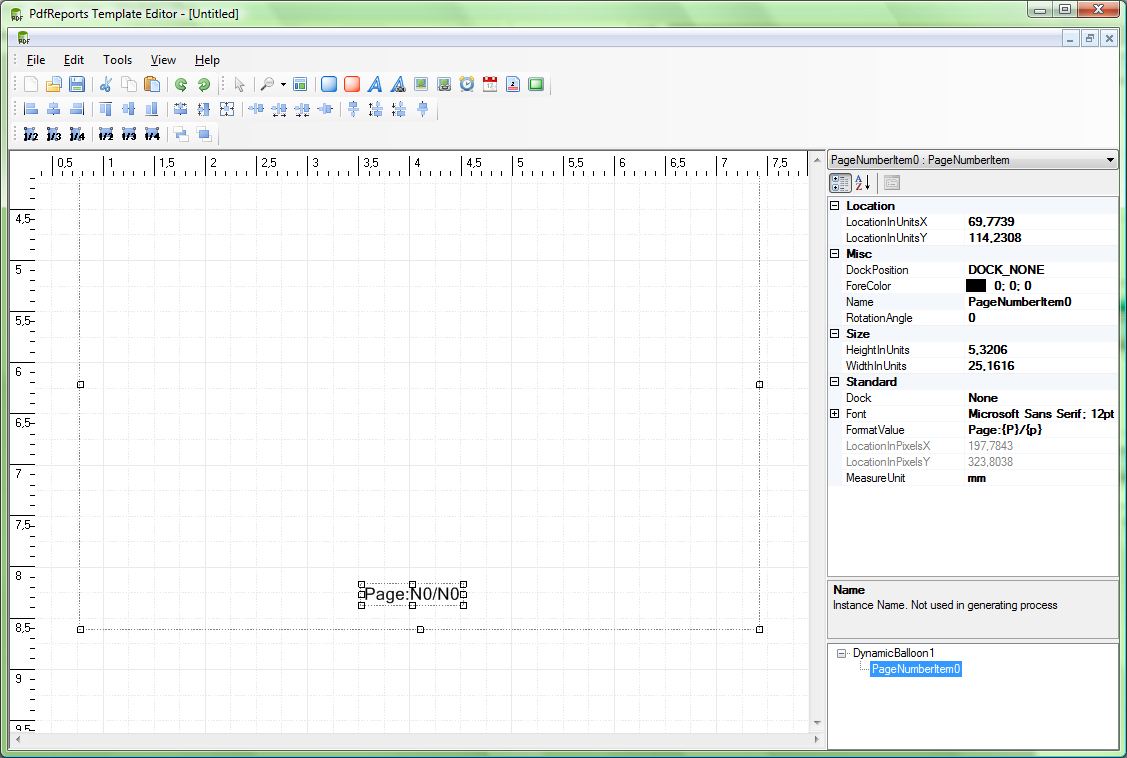 PdfReports Template Editor - [Untitled]
File Edit Tools View Help
1/2 1/3 1/4 1/2 1/3 1/4
0,5 1 1,5 2 2,5 3 3,5 4 4,5 5 5,5 6 6,5 7 7,5
4,5
5
5,5
6
6,5
7
7,5
8
8,5
9
9,5
Page:N0/N0
PageNumberItem0 : PageNumberItem
Location
LocationInUnitsX 69,7739
LocationInUnitsY 114,2308
Misc
DockPosition DOCK_NONE
ForeColor 0; 0; 0
Name PageNumberItem0
RotationAngle 0
Size
HeightInUnits 5,3206
WidthInUnits 25,1616
Standard
Dock None
Font Microsoft Sans Serif; 12pt
FormatValue Page:{P}/{p}
LocationInPixelsX 197,7843
LocationInPixelsY 323,8038
MeasureUnit mm
Name
Instance Name. Not used in generating process
DynamicBalloon1
PageNumberItem0